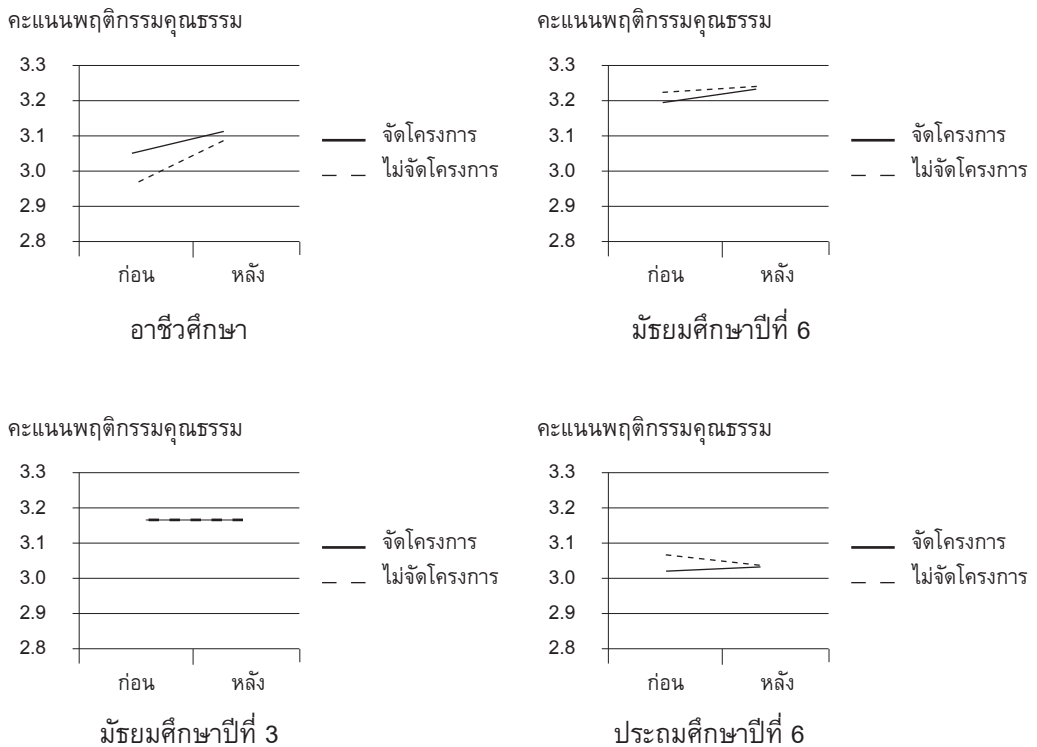 คะแนนพฤติกรรมคุณธรรม
3.3
3.2
3.1
3.0
2.9
2.8
ก่อน หลัง
จัดโครงการ
ไม่จัดโครงการ
อาชีวศึกษา
คะแนนพฤติกรรมคุณธรรม
3.3
3.2
3.1
3.0
2.9
2.8
ก่อน หลัง
จัดโครงการ
ไม่จัดโครงการ
มัธยมศึกษาปีที่ 6
คะแนนพฤติกรรมคุณธรรม
3.3
3.2
3.1
3.0
2.9
2.8
ก่อน หลัง
จัดโครงการ
ไม่จัดโครงการ
มัธยมศึกษาปีที่ 3
คะแนนพฤติกรรมคุณธรรม
3.3
3.2
3.1
3.0
2.9
2.8
ก่อน หลัง
จัดโครงการ
ไม่จัดโครงการ
ประถมศึกษาปีที่ 6